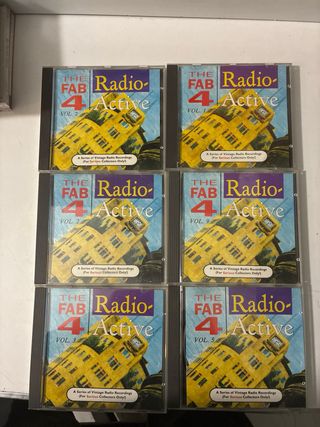 THE
FAB
4
VOL. 2
Radio-
Active
A Series of Vintage Radio Recordings
(For Serious Collectors Only!)
THE
FAB
4
VOL.
Radio-
Active
A Series of Vintage Radio Recordings
(For Serious Collectors Only!)
THE
FAB
4
VOL.
Radio-
Active
A Series of Vintage Radio Recordings
(For Serious Collectors Only!)
THE
FAB
4
VOL.
Radio-
Active
A Series of Vintage Radio Recordings
(For Serious Collectors Only!)
THE
FAB
4
VOL. 3
Radio-
Active
A Series of Vintage Radio Recordings
(For Serious Collectors Only!)
THE
FAB
4
VOL. 5
Radio-
Active
A Series of Vintage Radio Recordings
(For Serious Collectors Only!)